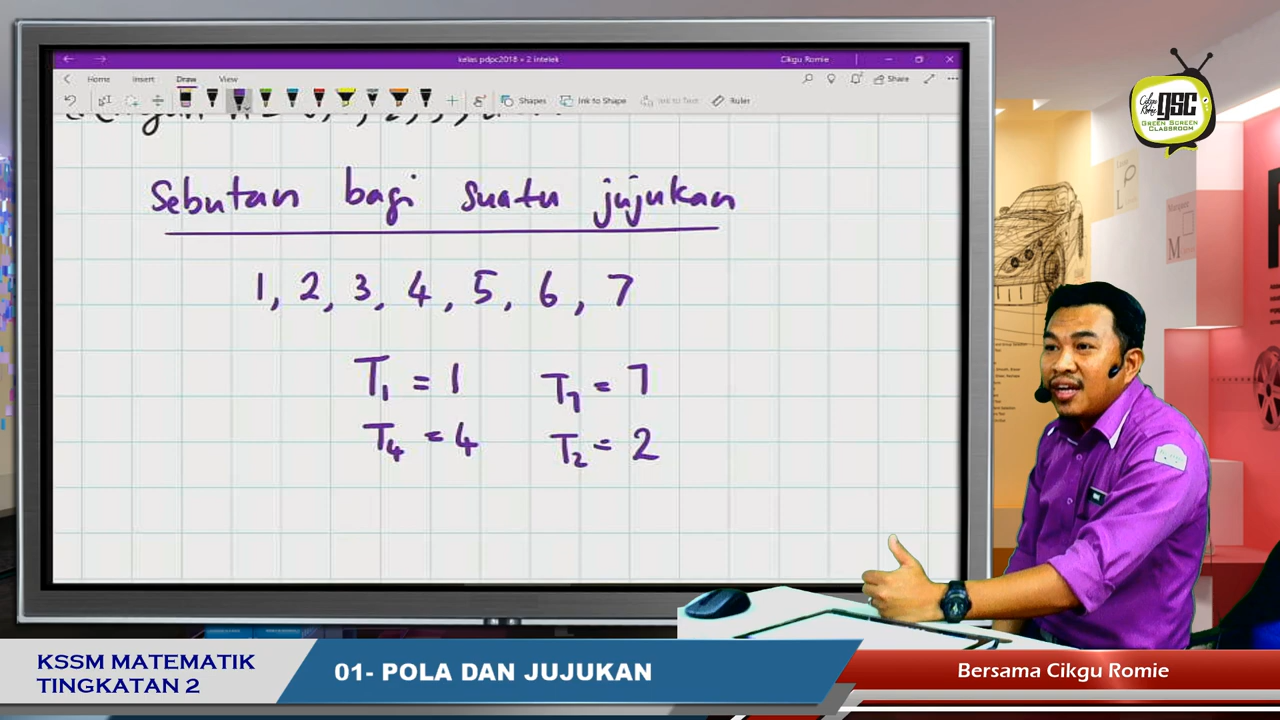 kelas pdpc2018 » 2 intelek
Cikgu Romie
Home Insert Draw View
Share
Shapes Ink to Shape Ink to Text Ruler
Sebutan bagi suatu jujukan
1, 2, 3, 4, 5, 6, 7
T1 = 1 T7 = 7
T4 = 4 T2 = 2
Cikgu Romie GSC
GREEN SCREEN
CLASSROOM
L
P
M
KSSM MATEMATIK
TINGKATAN 2
01- POLA DAN JUJUKAN
Bersama Cikgu Romie